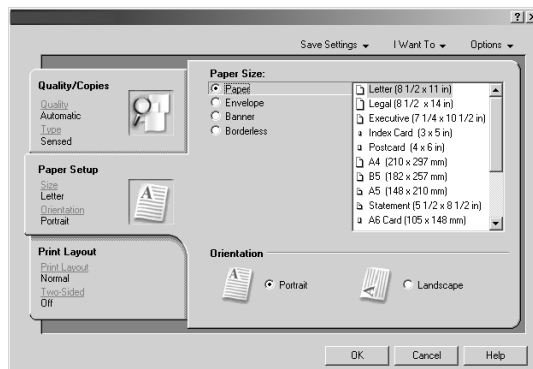 Save Settings I Want To Options
Quality/Copies
Quality
Automatic
Type
Sensed
Paper Setup
Size
Letter
Orientation
Portrait
Print Layout
Print Layout
Normal
Two-Sided
Off
Paper Size:
Paper
Envelope
Banner
Borderless
Letter (8 1/2 x 11 in)
Legal (8 1/2 x 14 in)
Executive (7 1/4 x 10 1/2 in)
Index Card (3 x 5 in)
Postcard (4 x 6 in)
A4 (210 x 297 mm)
B5 (182 x 257 mm)
A5 (148 x 210 mm)
Statement (5 1/2 x 8 1/2 in)
A6 Card (105 x 148 mm)
Orientation
Portrait Landscape
OK Cancel Help